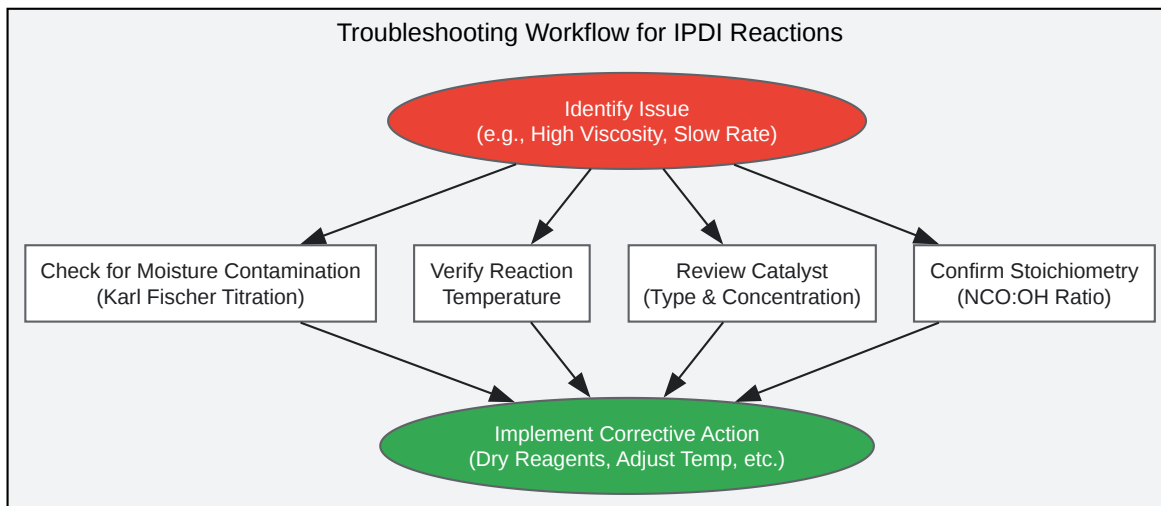 Troubleshooting Workflow for IPDI Reactions
Identify Issue
(e.g., High Viscosity, Slow Rate)
Check for Moisture Contamination
(Karl Fischer Titration)
Verify Reaction
Temperature
Review Catalyst
(Type & Concentration)
Confirm Stoichiometry
(NCO:OH Ratio)
Implement Corrective Action
(Dry Reagents, Adjust Temp, etc.)